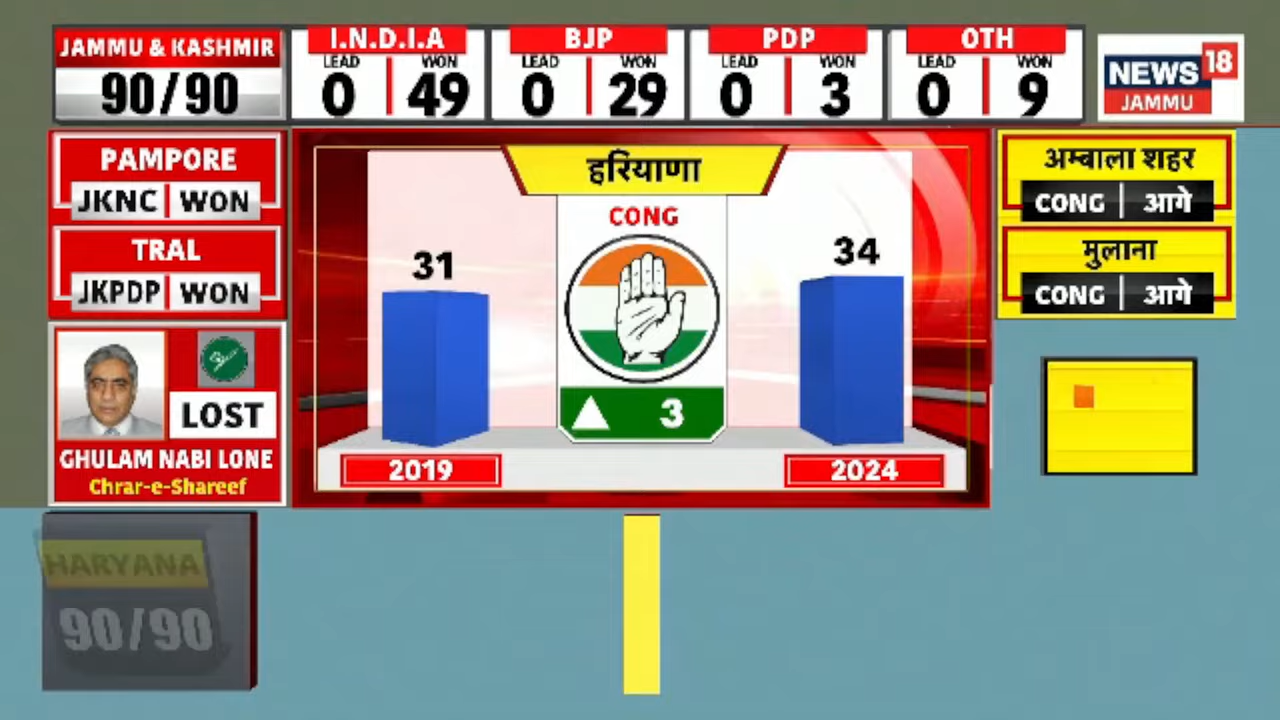 JAMMU & KASHMIR
90/90
I.N.D.I.A
LEAD WON
0 49
BJP
LEAD WON
0 29
PDP
LEAD WON
0 3
OTH
LEAD WON
0 9
NEWS 18
JAMMU
PAMPORE
JKNC WON
TRAL
JKPDP WON
LOST
GHULAM NABI LONE
Chrar-e-Shareef
हरियाणा
CONG
31
34
3
2019
2024
अम्बाला शहर
CONG आगे
मुलाना
CONG आगे
HARYANA
90/90